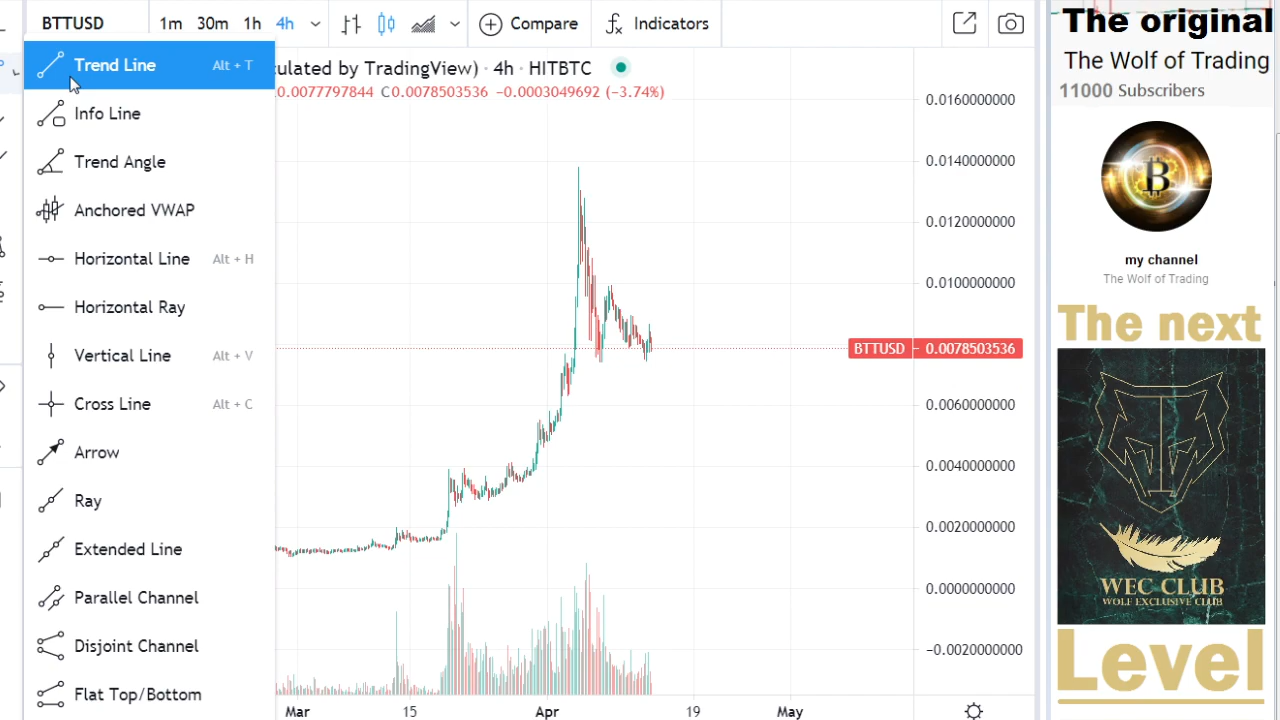 BTTUSD 1m 30m 1h 4h Compare Indicators
culated by TradingView) · 4h · HITBTC
0.0077797844 C0.0078503536 −0.0003049692 (−3.74%)
Trend Line Alt + T
Info Line
Trend Angle
Anchored VWAP
Horizontal Line Alt + H
Horizontal Ray
Vertical Line Alt + V
Cross Line Alt + C
Arrow
Ray
Extended Line
Parallel Channel
Disjoint Channel
Flat Top/Bottom
0.0160000000
0.0140000000
0.0120000000
0.0100000000
BTTUSD 0.0078503536
0.0060000000
0.0040000000
0.0020000000
0.0000000000
−0.0020000000
Mar 15 Apr 19 May
The original
The Wolf of Trading
11000 Subscribers
B
my channel
The Wolf of Trading
The next
WEC CLUB
WOLF EXCLUSIVE CLUB
Level